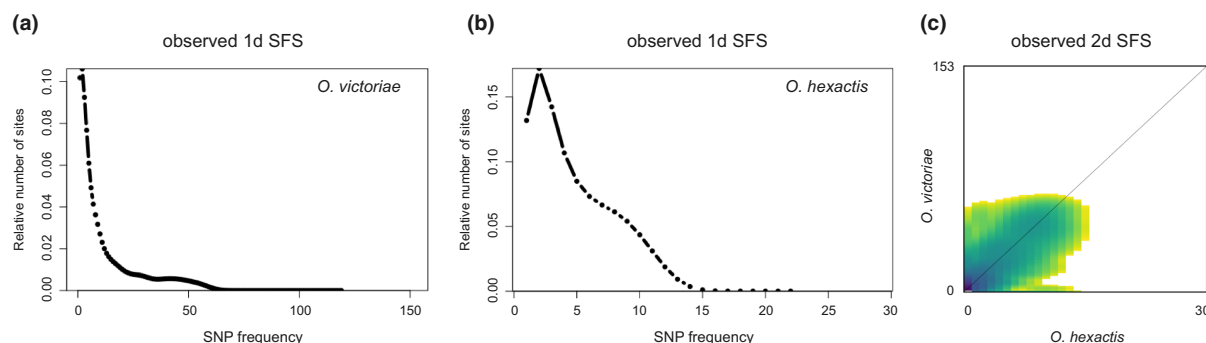 (a)
observed 1d SFS
O. victoriae
Relative number of sites
0.00 0.02 0.04 0.06 0.08 0.10
0 50 100 150
SNP frequency
(b)
observed 1d SFS
O. hexactis
Relative number of sites
0.00 0.05 0.10 0.15
0 5 10 15 20 25 30
SNP frequency
(c)
observed 2d SFS
153
O. victoriae
0
0 30
O. hexactis